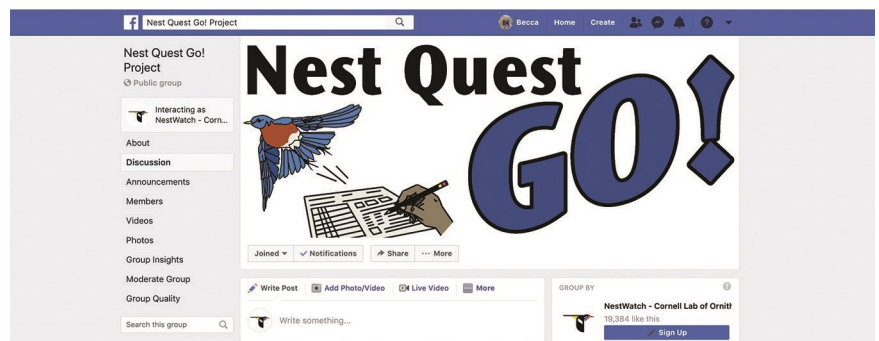 Nest Quest Go! Project
Becca
Home
Create
Nest Quest Go!
Project
Public group
Interacting as
NestWatch - Corn...
About
Discussion
Announcements
Members
Videos
Photos
Group Insights
Moderate Group
Group Quality
Search this group
Nest Quest
GO!
Joined
Notifications
Share
More
Write Post
Add Photo/Video
Live Video
More
Write something...
GROUP BY
NestWatch - Cornell Lab of Ornith
19,384 like this
Sign Up